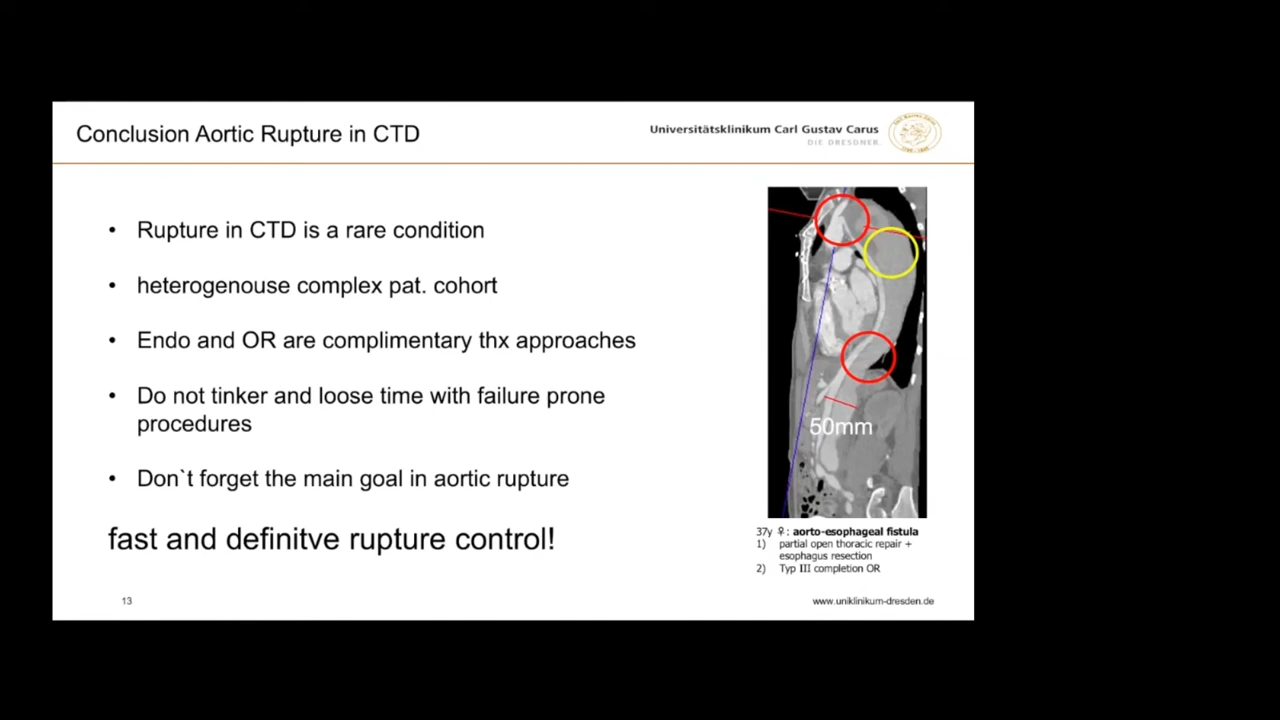 Conclusion Aortic Rupture in CTD
Universitätsklinikum Carl Gustav Carus
DIE DRESDNER.
• Rupture in CTD is a rare condition
• heterogenouse complex pat. cohort
• Endo and OR are complimentary thx approaches
• Do not tinker and loose time with failure prone
procedures
• Don`t forget the main goal in aortic rupture
fast and definitve rupture control!
50mm
37y ♀: aorto-esophageal fistula
1) partial open thoracic repair +
esophagus resection
2) Typ III completion OR
13
www.uniklinikum-dresden.de